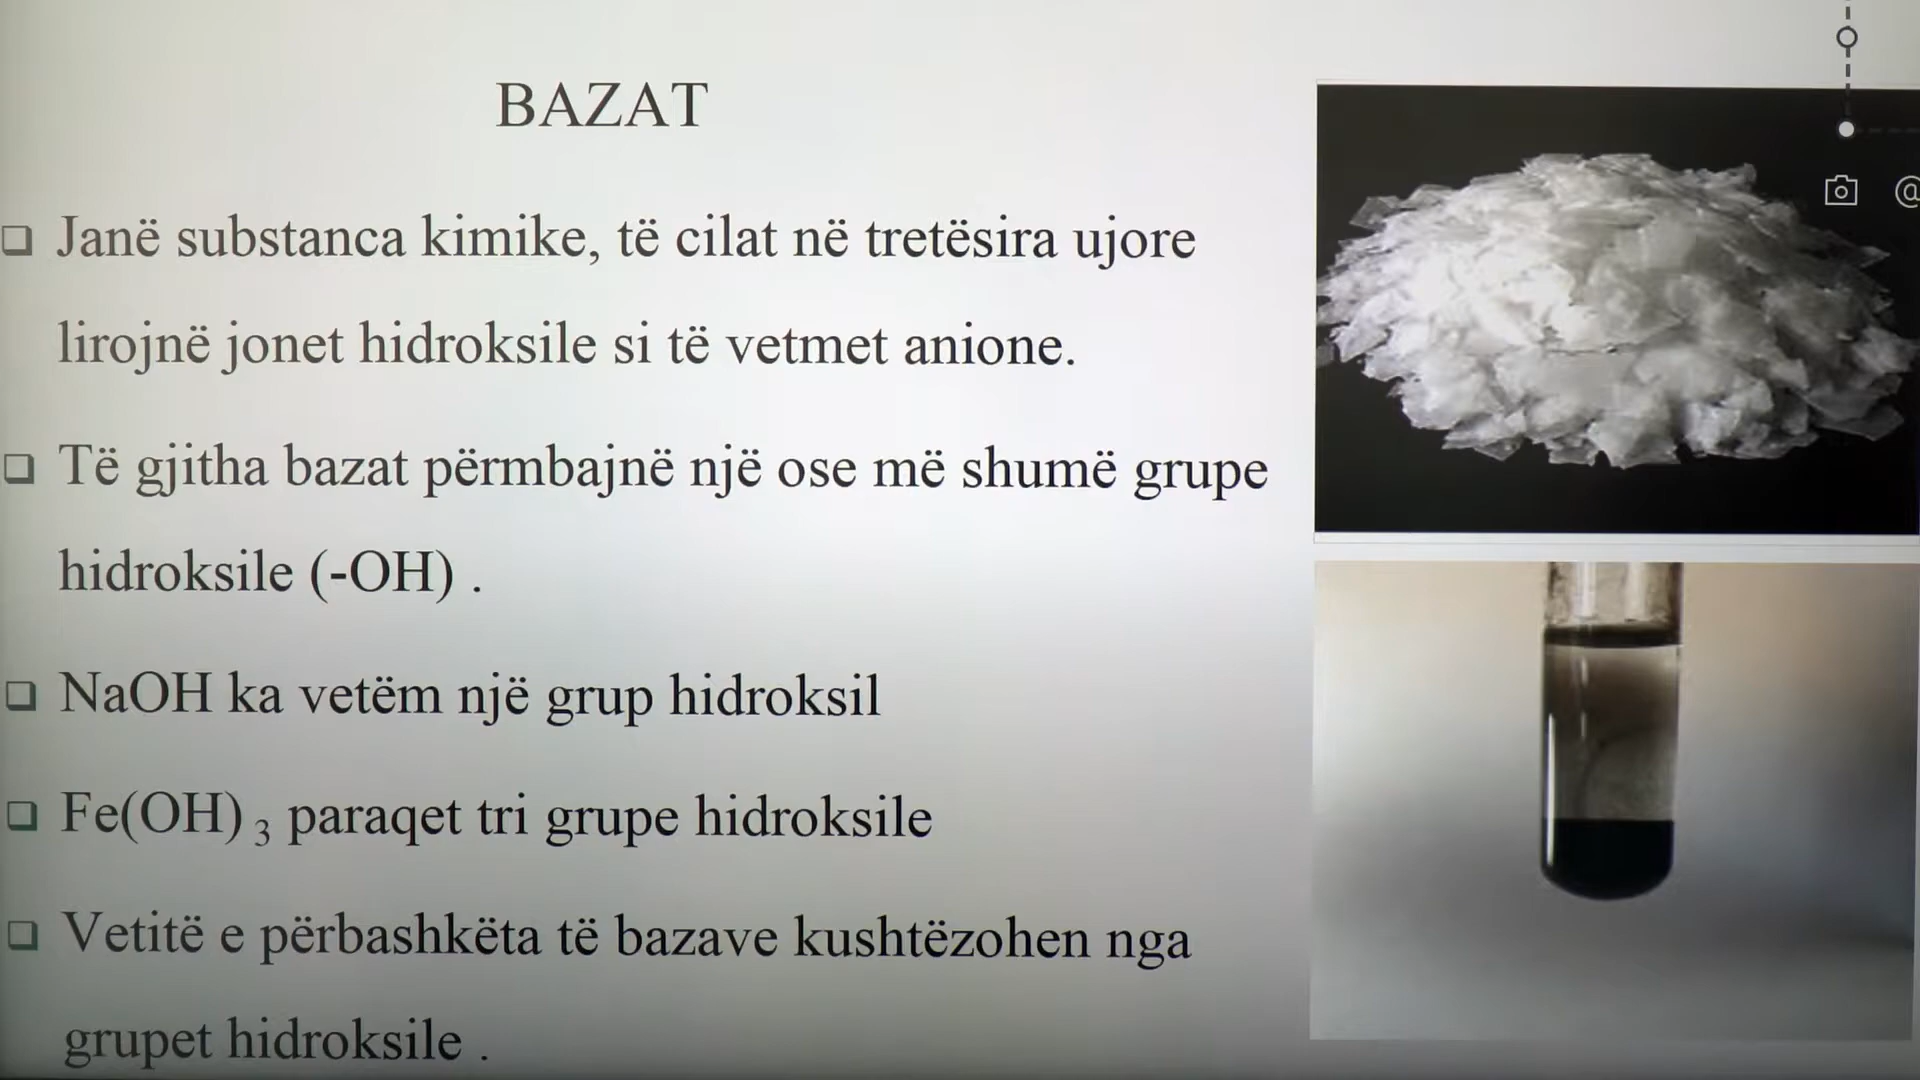 BAZAT
Janë substanca kimike, të cilat në tretësira ujore
lirojnë jonet hidroksile si të vetmet anione.
Të gjitha bazat përmbajnë një ose më shumë grupe
hidroksile (-OH) .
NaOH ka vetëm një grup hidroksil
Fe(OH) 3 paraqet tri grupe hidroksile
Vetitë e përbashkëta të bazave kushtëzohen nga
grupet hidroksile .